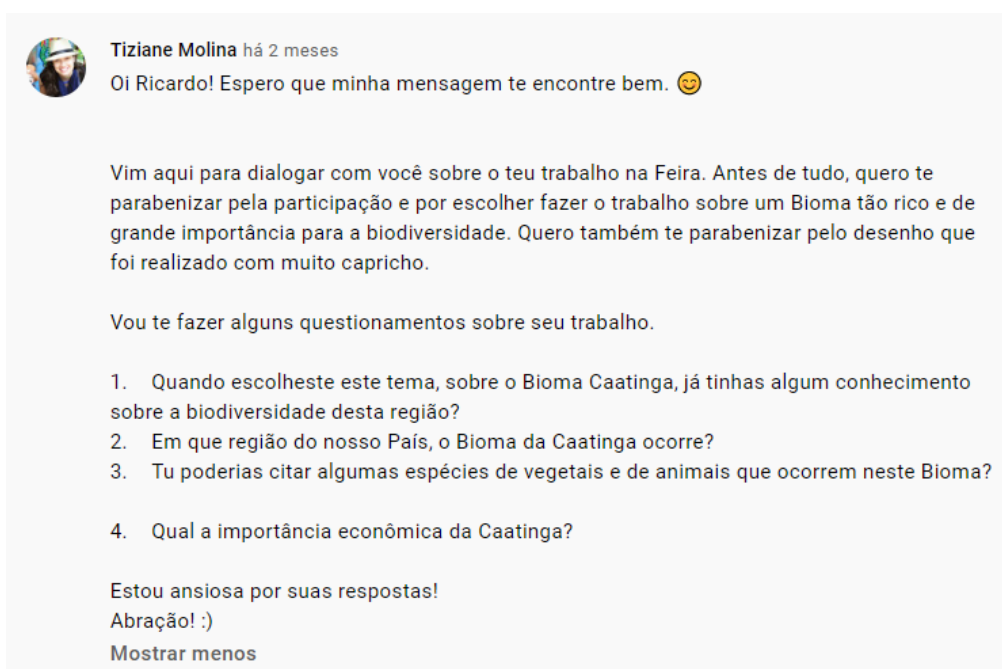 Tiziane Molina há 2 meses
Oi Ricardo! Espero que minha mensagem te encontre bem. 😊
Vim aqui para dialogar com você sobre o teu trabalho na Feira. Antes de tudo, quero te
parabenizar pela participação e por escolher fazer o trabalho sobre um Bioma tão rico e de
grande importância para a biodiversidade. Quero também te parabenizar pelo desenho que
foi realizado com muito capricho.
Vou te fazer alguns questionamentos sobre seu trabalho.
1. Quando escolheste este tema, sobre o Bioma Caatinga, já tinhas algum conhecimento
sobre a biodiversidade desta região?
2. Em que região do nosso País, o Bioma da Caatinga ocorre?
3. Tu poderias citar algumas espécies de vegetais e de animais que ocorrem neste Bioma?
4. Qual a importância econômica da Caatinga?
Estou ansiosa por suas respostas!
Abração! :)
Mostrar menos